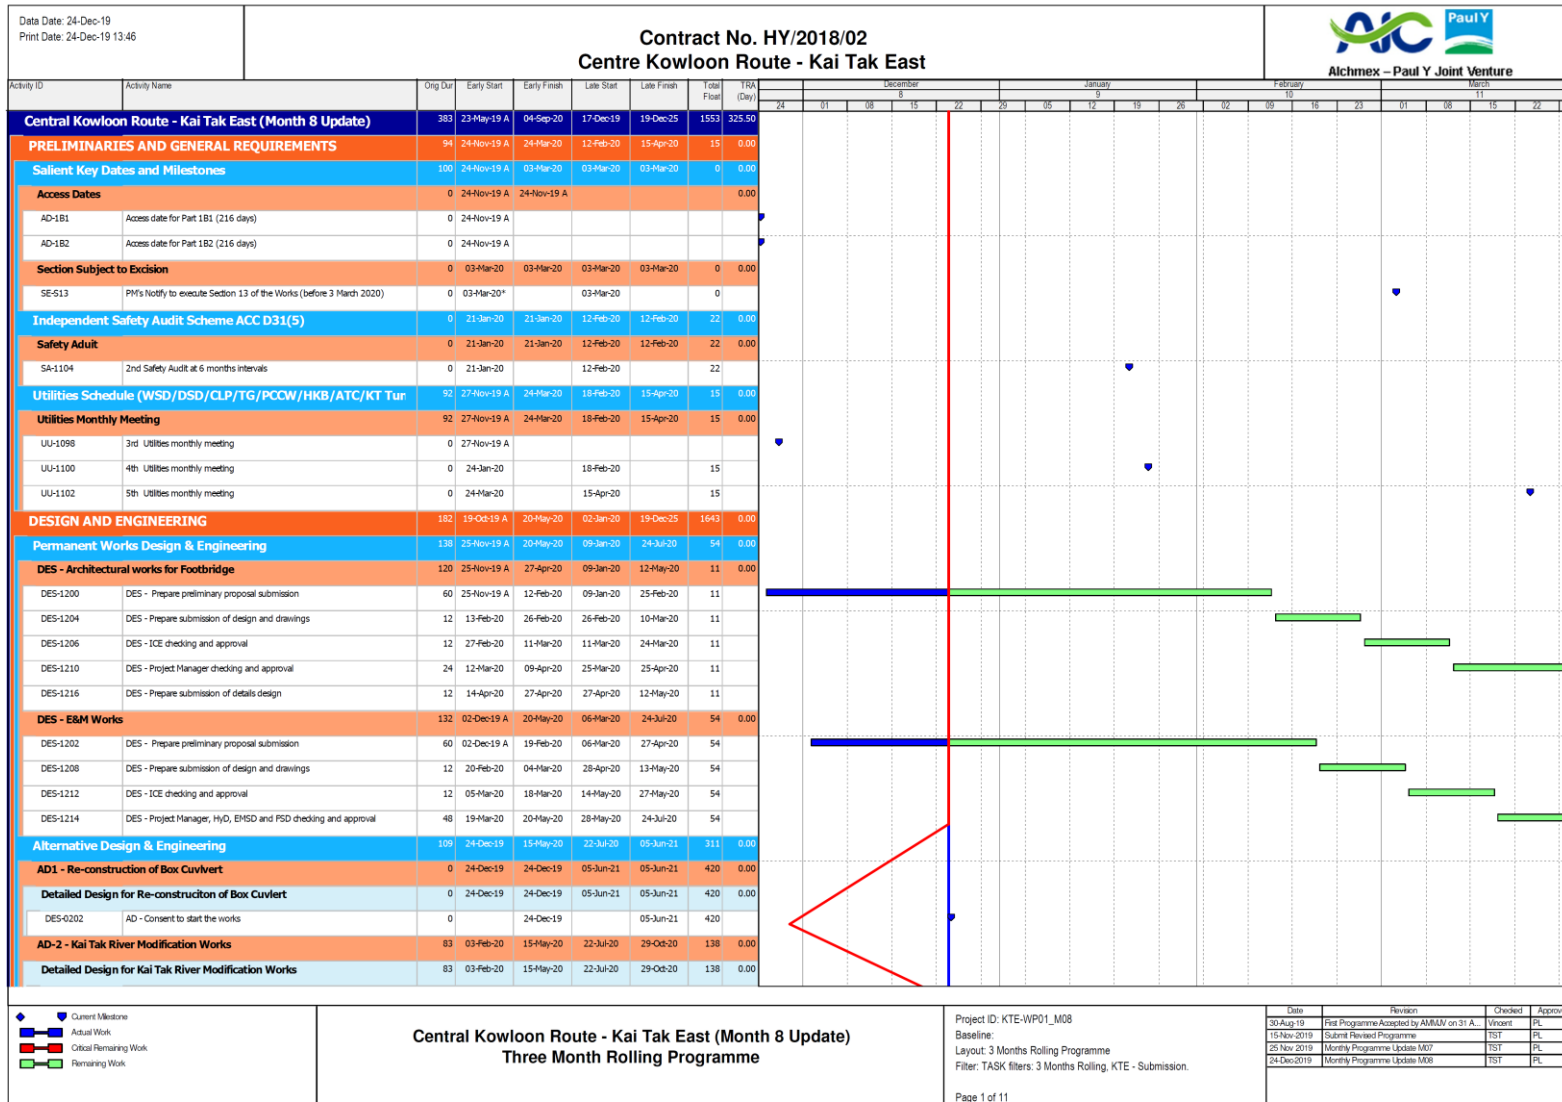 Data Date: 24-Dec-19
Print Date: 24-Dec-19 13:46
Contract No. HY/2018/02
Centre Kowloon Route - Kai Tak East
AJC
Paul Y
Alchmex – Paul Y Joint Venture
Activity ID Activity Name Orig Dur Early Start Early Finish Late Start Late Finish Total Float TRA (Day)
December January February March
8 9 10 11
24 01 08 15 22 29 05 12 19 26 02 09 16 23 01 08 15 22
Central Kowloon Route - Kai Tak East (Month 8 Update) 383 23-May-19 A 04-Sep-20 17-Dec-19 19-Dec-25 1553 325.50
PRELIMINARIES AND GENERAL REQUIREMENTS 94 24-Nov-19 A 24-Mar-20 12-Feb-20 15-Apr-20 15 0.00
Salient Key Dates and Milestones 100 24-Nov-19 A 03-Mar-20 03-Mar-20 03-Mar-20 0 0.00
Access Dates 0 24-Nov-19 A 24-Nov-19 A 0.00
AD-1B1 Access date for Part 1B1 (216 days) 0 24-Nov-19 A
AD-1B2 Access date for Part 1B2 (216 days) 0 24-Nov-19 A
Section Subject to Excision 0 03-Mar-20 03-Mar-20 03-Mar-20 03-Mar-20 0 0.00
SE-S13 PM's Notify to execute Section 13 of the Works (before 3 March 2020) 0 03-Mar-20* 03-Mar-20 0
Independent Safety Audit Scheme ACC D31(5) 0 21-Jan-20 21-Jan-20 12-Feb-20 12-Feb-20 22 0.00
Safety Aduit 0 21-Jan-20 21-Jan-20 12-Feb-20 12-Feb-20 22 0.00
SA-1104 2nd Safety Audit at 6 months intervals 0 21-Jan-20 12-Feb-20 22
Utilities Schedule (WSD/DSD/CLP/TG/PCCW/HKB/ATC/KT Tur 92 27-Nov-19 A 24-Mar-20 18-Feb-20 15-Apr-20 15 0.00
Utilities Monthly Meeting 92 27-Nov-19 A 24-Mar-20 18-Feb-20 15-Apr-20 15 0.00
UU-1098 3rd Utilities monthly meeting 0 27-Nov-19 A
UU-1100 4th Utilities monthly meeting 0 24-Jan-20 18-Feb-20 15
UU-1102 5th Utilities monthly meeting 0 24-Mar-20 15-Apr-20 15
DESIGN AND ENGINEERING 182 19-Oct-19 A 20-May-20 02-Jan-20 19-Dec-25 1643 0.00
Permanent Works Design & Engineering 138 25-Nov-19 A 20-May-20 09-Jan-20 24-Jul-20 54 0.00
DES - Architectural works for Footbridge 120 25-Nov-19 A 27-Apr-20 09-Jan-20 12-May-20 11 0.00
DES-1200 DES - Prepare preliminary proposal submission 60 25-Nov-19 A 12-Feb-20 09-Jan-20 25-Feb-20 11
DES-1204 DES - Prepare submission of design and drawings 12 13-Feb-20 26-Feb-20 26-Feb-20 10-Mar-20 11
DES-1206 DES - ICE checking and approval 12 27-Feb-20 11-Mar-20 11-Mar-20 24-Mar-20 11
DES-1210 DES - Project Manager checking and approval 24 12-Mar-20 09-Apr-20 25-Mar-20 25-Apr-20 11
DES-1216 DES - Prepare submission of details design 12 14-Apr-20 27-Apr-20 27-Apr-20 12-May-20 11
DES - E&M Works 132 02-Dec-19 A 20-May-20 06-Mar-20 24-Jul-20 54 0.00
DES-1202 DES - Prepare preliminary proposal submission 60 02-Dec-19 A 19-Feb-20 06-Mar-20 27-Apr-20 54
DES-1208 DES - Prepare submission of design and drawings 12 20-Feb-20 04-Mar-20 28-Apr-20 13-May-20 54
DES-1212 DES - ICE checking and approval 12 05-Mar-20 18-Mar-20 14-May-20 27-May-20 54
DES-1214 DES - Project Manager, HyD, EMSD and FSD checking and approval 48 19-Mar-20 20-May-20 28-May-20 24-Jul-20 54
Alternative Design & Engineering 109 24-Dec-19 15-May-20 22-Jul-20 05-Jun-21 311 0.00
AD1 - Re-construction of Box Cuvlvert 0 24-Dec-19 24-Dec-19 05-Jun-21 05-Jun-21 420 0.00
Detailed Design for Re-construciton of Box Cuvlert 0 24-Dec-19 24-Dec-19 05-Jun-21 05-Jun-21 420 0.00
DES-0202 AD - Consent to start the works 0 24-Dec-19 05-Jun-21 420
AD-2 - Kai Tak River Modification Works 83 03-Feb-20 15-May-20 22-Jul-20 29-Oct-20 138 0.00
Detailed Design for Kai Tak River Modification Works 83 03-Feb-20 15-May-20 22-Jul-20 29-Oct-20 138 0.00
Current Milestone
Actual Work
Critical Remaining Work
Remaining Work
Central Kowloon Route - Kai Tak East (Month 8 Update)
Three Month Rolling Programme
Project ID: KTE-WP01_M08
Baseline:
Layout: 3 Months Rolling Programme
Filter: TASK filters: 3 Months Rolling, KTE - Submission.
Page 1 of 11
Date Revision Checked Approv
30-Aug-19 First Programme Accepted by AMMJV on 31 A... Vincent PL
15-Nov-2019 Submit Revised Programme TST PL
25 Nov 2019 Monthly Programme Update M07 TST PL
24-Dec-2019 Monthly Programme Update M08 TST PL